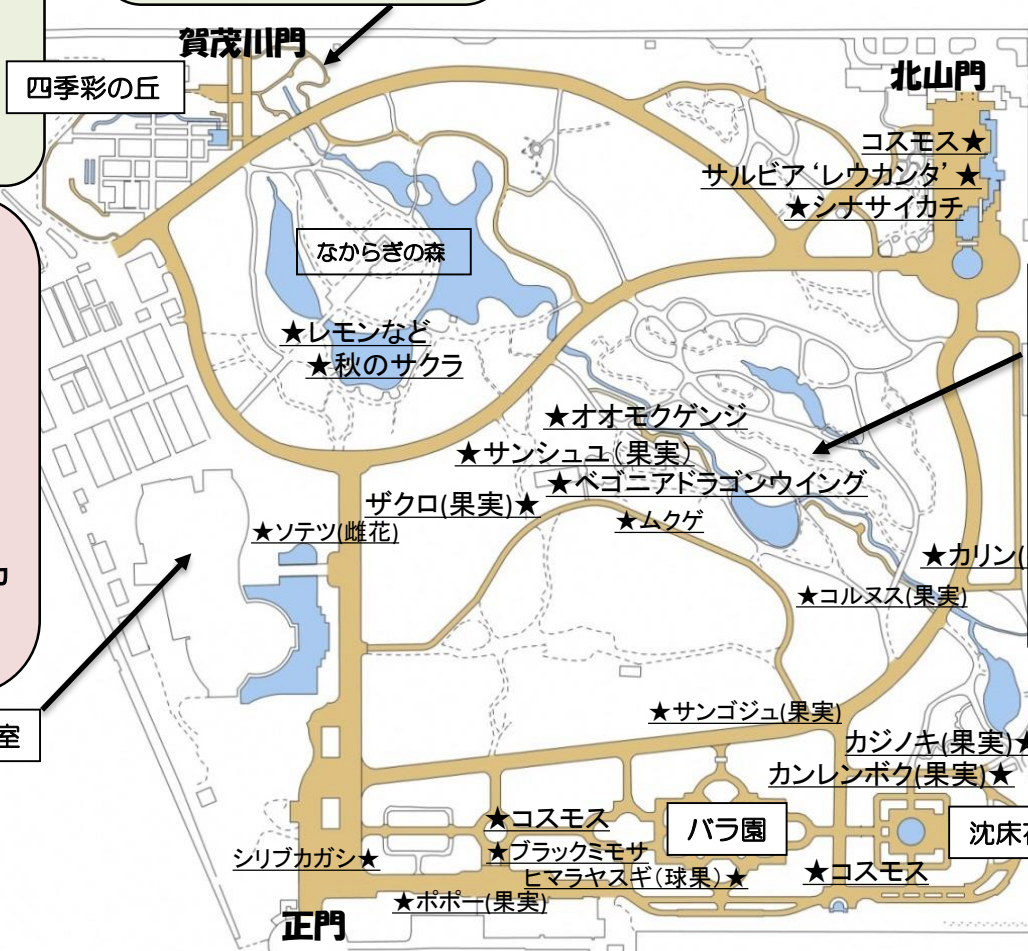 賀茂川門
四季彩の丘
北山門
コスモス★
サルビア‘レウカンタ’★
★シナサイカチ
なからぎの森
★レモンなど
★秋のサクラ
★オオモクゲンジ
★サンシュユ（果実）
★ベゴニアドラゴンウイング
ザクロ(果実)★
★ムクゲ
★ソテツ(雌花)
★カリン(
カ
★コルヌス(果実)
★サンゴジュ(果実)
室
カジノキ(果実)★
カンレンボク(果実)★
★コスモス
バラ園
沈床
★ブラックミモサ
シリブカガシ★
ヒマラヤスギ（球果）★
★コスモス
★ポポー(果実)
正門